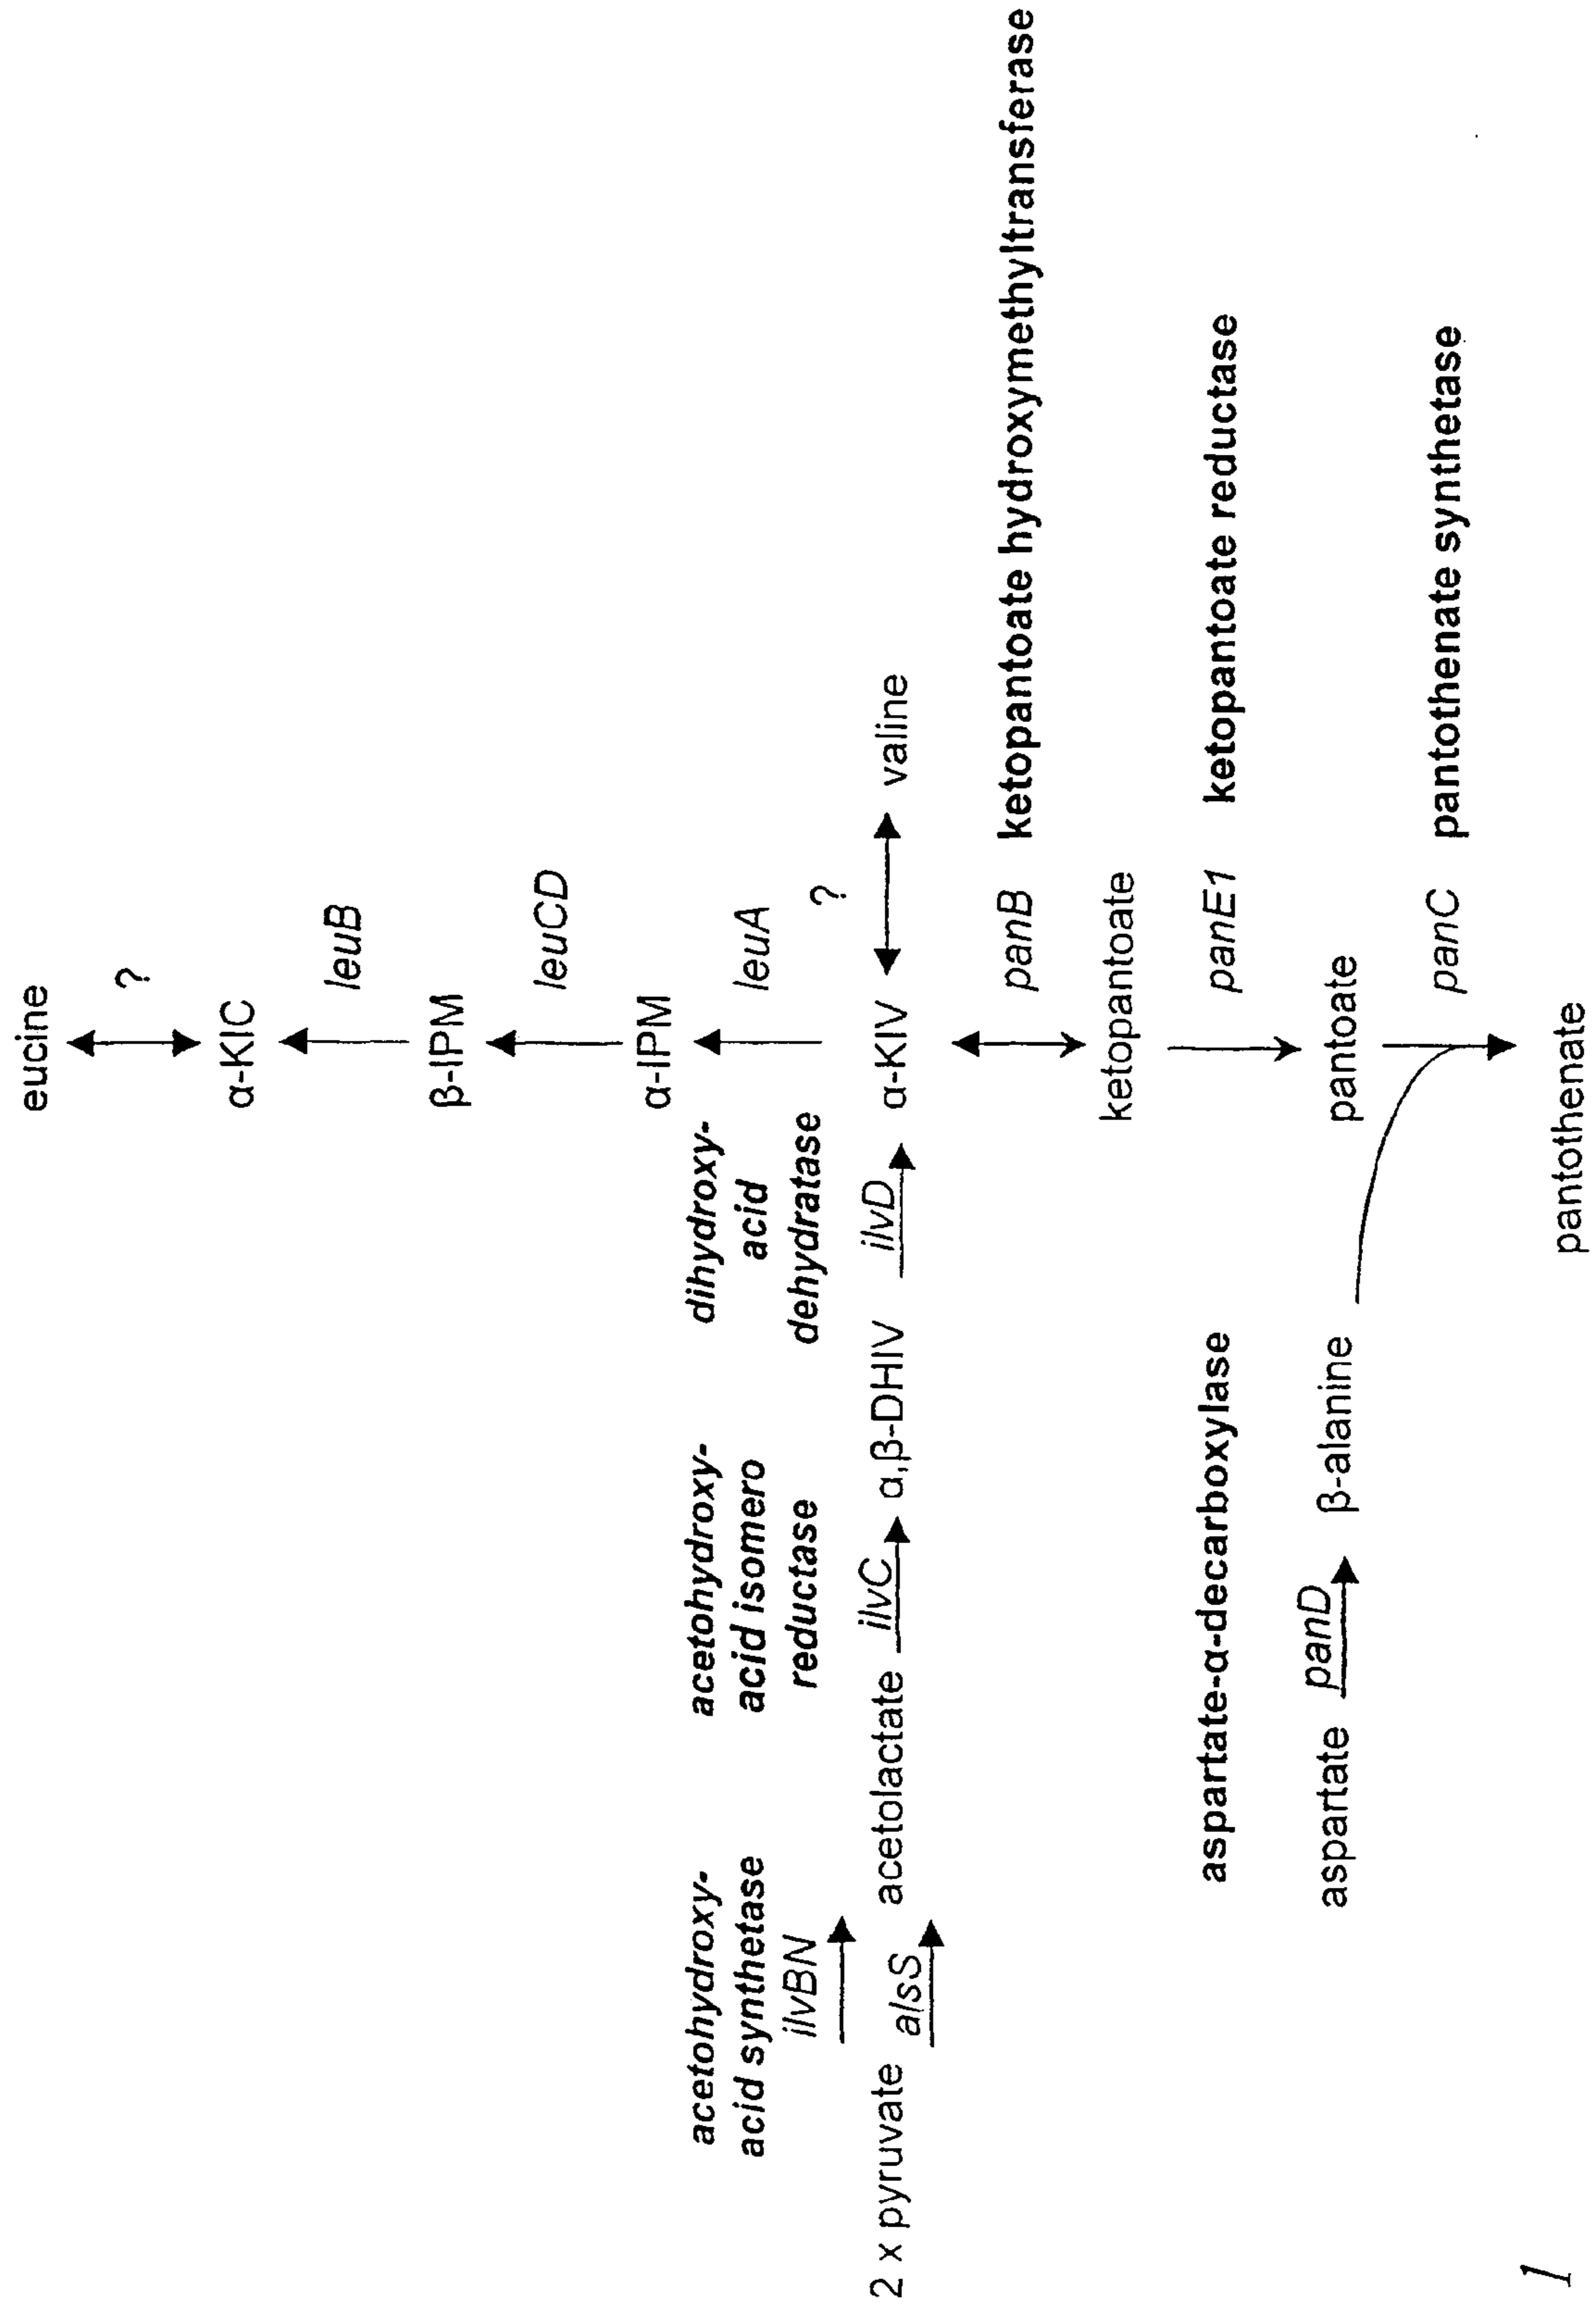 eucine
?
α-KIC
leuB
β-IPM
leuCD
α-IPM
leuA
?
acetohydroxy-
acid synthetase
ilvBN
acetohydroxy-
acid isomero
reductase
dihydroxy-
acid
dehydratase
2 x pyruvate alsS acetolactate ilvC α,β-DHIV ilvD α-KIV valine
panB ketopantoate hydroxymethyltransferase
ketopantoate
aspartate-α-decarboxylase
panE1 ketopantoate reductase
aspartate panD β-alanine pantoate
panC pantothenate synthetase
pantothenate
1